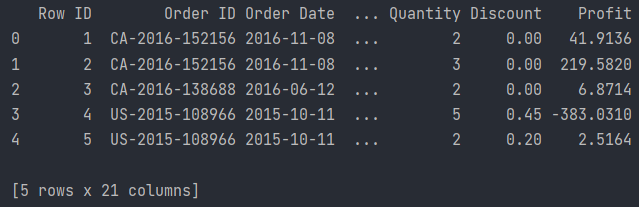 Row ID Order ID Order Date ... Quantity Discount Profit
0 1 CA-2016-152156 2016-11-08 ... 2 0.00 41.9136
1 2 CA-2016-152156 2016-11-08 ... 3 0.00 219.5820
2 3 CA-2016-138688 2016-06-12 ... 2 0.00 6.8714
3 4 US-2015-108966 2015-10-11 ... 5 0.45 -383.0310
4 5 US-2015-108966 2015-10-11 ... 2 0.20 2.5164
[5 rows x 21 columns]